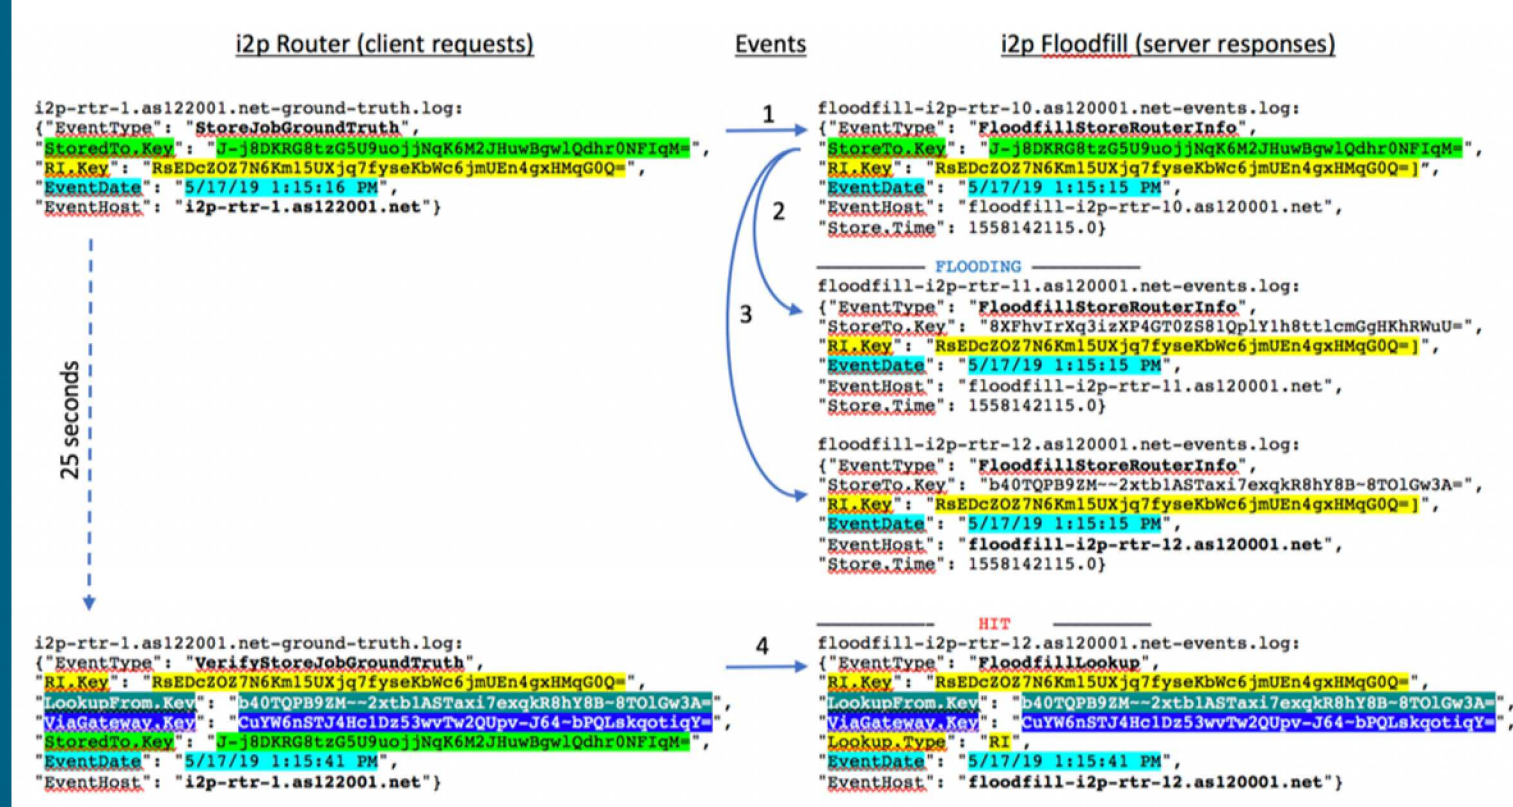 i2p Router (client requests)
Events
i2p Floodfill (server responses)
i2p-rtr-1.as122001.net-ground-truth.log:
{"EventType": "StoreJobGroundTruth",
"StoredTo.Key": "J-j8DKRG8tzG5U9uojjNqK6M2JHuwBgwlQdhr0NFIqM=",
"RI.Key": "RsEDcZOZ7N6Km15UXjq7fyseKbWc6jmUEn4gxHMqG0Q=",
"EventDate": "5/17/19 1:15:16 PM",
"EventHost": "i2p-rtr-1.as122001.net"}
1
floodfill-i2p-rtr-10.as120001.net-events.log:
{"EventType": "FloodfillStoreRouterInfo",
"StoreTo.Key": "J-j8DKRG8tzG5U9uojjNqK6M2JHuwBgwlQdhr0NFIqM=",
"RI.Key": "RsEDcZOZ7N6Km15UXjq7fyseKbWc6jmUEn4gxHMqG0Q=]",
"EventDate": "5/17/19 1:15:15 PM",
"EventHost": "floodfill-i2p-rtr-10.as120001.net",
"Store.Time": 1558142115.0}
2
FLOODING
floodfill-i2p-rtr-11.as120001.net-events.log:
{"EventType": "FloodfillStoreRouterInfo",
"StoreTo.Key": "8XFhvIrXq3izXP4GT0ZS81QplY1h8ttlcmGgHKhRWuU=",
"RI.Key": "RsEDcZOZ7N6Km15UXjq7fyseKbWc6jmUEn4gxHMqG0Q=]",
"EventDate": "5/17/19 1:15:15 PM",
"EventHost": "floodfill-i2p-rtr-11.as120001.net",
"Store.Time": 1558142115.0}
3
25 seconds
floodfill-i2p-rtr-12.as120001.net-events.log:
{"EventType": "FloodfillStoreRouterInfo",
"StoreTo.Key": "b40TQPB9ZM~~2xtb1ASTaxi7exqkR8hY8B~8TOlGw3A=",
"RI.Key": "RsEDcZOZ7N6Km15UXjq7fyseKbWc6jmUEn4gxHMqG0Q=]",
"EventDate": "5/17/19 1:15:15 PM",
"EventHost": "floodfill-i2p-rtr-12.as120001.net",
"Store.Time": 1558142115.0}
i2p-rtr-1.as122001.net-ground-truth.log:
{"EventType": "VerifyStoreJobGroundTruth",
"RI.Key": "RsEDcZOZ7N6Km15UXjq7fyseKbWc6jmUEn4gxHMqG0Q=",
"LookupFrom.Key": "b40TQPB9ZM~~2xtb1ASTaxi7exqkR8hY8B~8TOlGw3A=",
"ViaGateway.Key": "CuYW6nSTJ4Hc1Dz53wvTw2QUpv-J64~bPQLskqotiqY=",
"StoredTo.Key": "J-j8DKRG8tzG5U9uojjNqK6M2JHuwBgwlQdhr0NFIqM=",
"EventDate": "5/17/19 1:15:41 PM",
"EventHost": "i2p-rtr-1.as122001.net"}
4
HIT
floodfill-i2p-rtr-12.as120001.net-events.log:
{"EventType": "FloodfillLookup",
"RI.Key": "RsEDcZOZ7N6Km15UXjq7fyseKbWc6jmUEn4gxHMqG0Q=",
"LookupFrom.Key": "b40TQPB9ZM~~2xtb1ASTaxi7exqkR8hY8B~8TOlGw3A=",
"ViaGateway.Key": "CuYW6nSTJ4Hc1Dz53wvTw2QUpv-J64~bPQLskqotiqY=",
"Lookup.Type": "RI",
"EventDate": "5/17/19 1:15:41 PM",
"EventHost": "floodfill-i2p-rtr-12.as120001.net"}